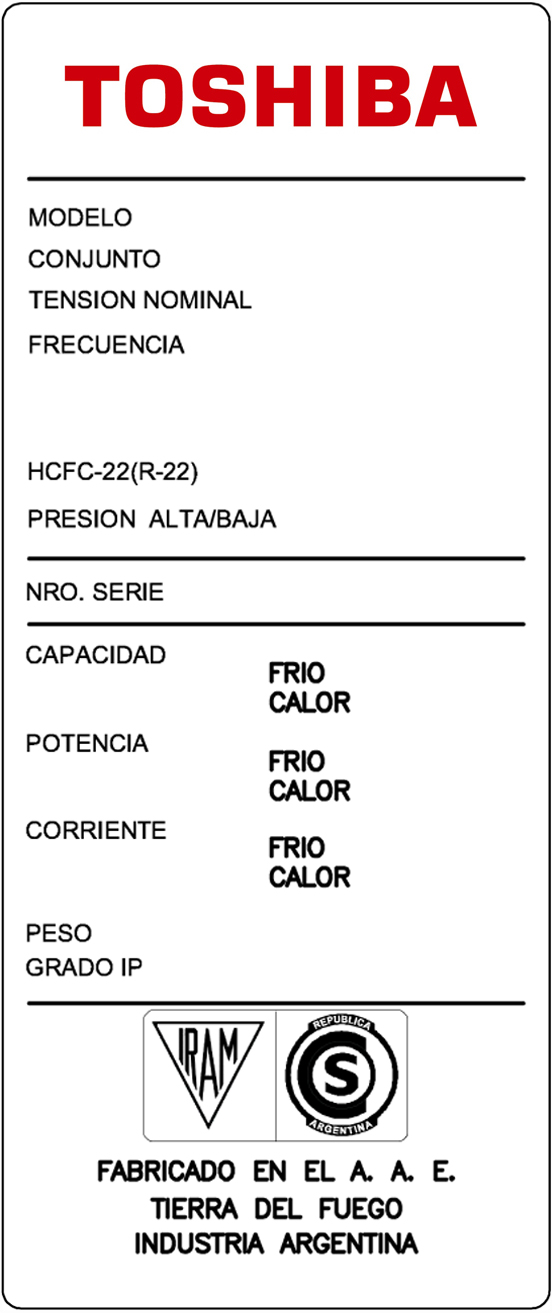 TOSHIBA
MODELO
CONJUNTO
TENSION NOMINAL
FRECUENCIA
HCFC-22(R-22)
PRESION ALTA/BAJA
NRO. SERIE
CAPACIDAD
FRIO
CALOR
POTENCIA
FRIO
CALOR
CORRIENTE
FRIO
CALOR
PESO
GRADO IP
IRAM
REPUBLICA
S
ARGENTINA
FABRICADO EN EL A. A. E.
TIERRA DEL FUEGO
INDUSTRIA ARGENTINA